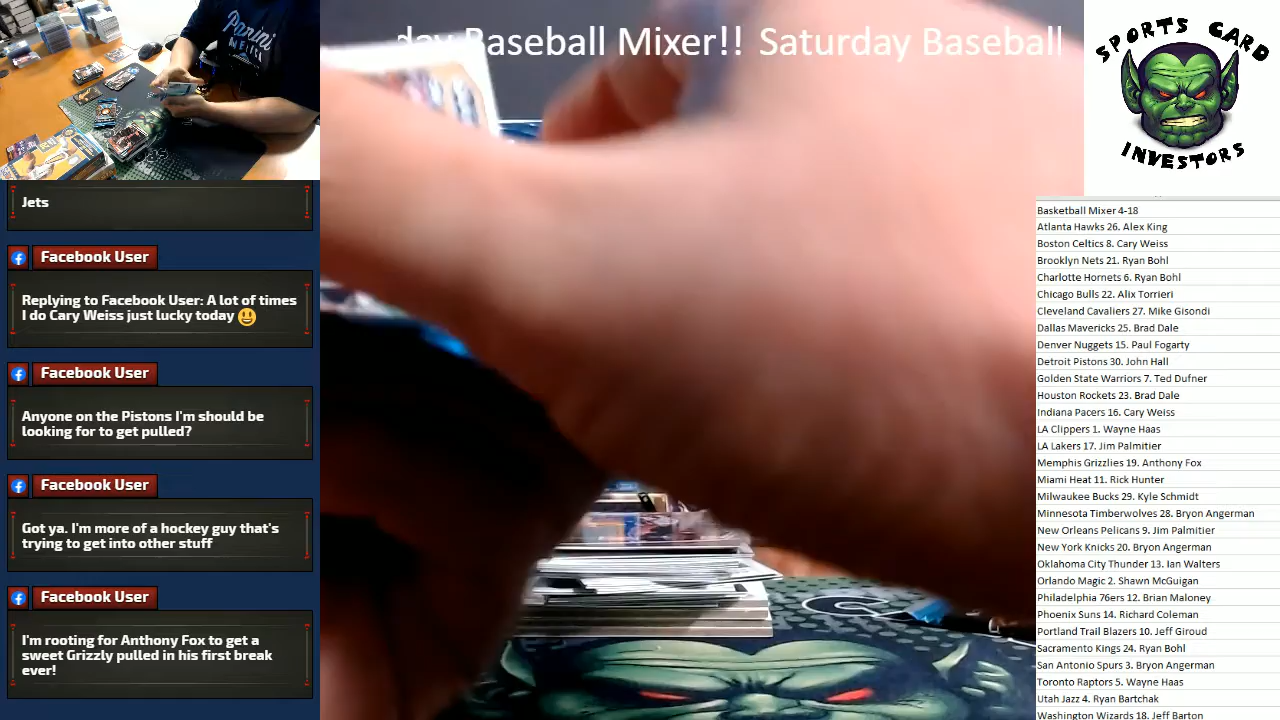 day Baseball Mixer!! Saturday Baseball
Panini
SPORTS CARD
INVESTORS
Jets
Facebook User
Replying to Facebook User: A lot of times
I do Cary Weiss just lucky today 😃
Facebook User
Anyone on the Pistons I'm should be
looking for to get pulled?
Facebook User
Got ya. I'm more of a hockey guy that's
trying to get into other stuff
Facebook User
I'm rooting for Anthony Fox to get a
sweet Grizzly pulled in his first break
ever!
Basketball Mixer 4-18
Atlanta Hawks 26. Alex King
Boston Celtics 8. Cary Weiss
Brooklyn Nets 21. Ryan Bohl
Charlotte Hornets 6. Ryan Bohl
Chicago Bulls 22. Alix Torrieri
Cleveland Cavaliers 27. Mike Gisondi
Dallas Mavericks 25. Brad Dale
Denver Nuggets 15. Paul Fogarty
Detroit Pistons 30. John Hall
Golden State Warriors 7. Ted Dufner
Houston Rockets 23. Brad Dale
Indiana Pacers 16. Cary Weiss
LA Clippers 1. Wayne Haas
LA Lakers 17. Jim Palmitier
Memphis Grizzlies 19. Anthony Fox
Miami Heat 11. Rick Hunter
Milwaukee Bucks 29. Kyle Schmidt
Minnesota Timberwolves 28. Bryon Angerman
New Orleans Pelicans 9. Jim Palmitier
New York Knicks 20. Bryon Angerman
Oklahoma City Thunder 13. Ian Walters
Orlando Magic 2. Shawn McGuigan
Philadelphia 76ers 12. Brian Maloney
Phoenix Suns 14. Richard Coleman
Portland Trail Blazers 10. Jeff Giroud
Sacramento Kings 24. Ryan Bohl
San Antonio Spurs 3. Bryon Angerman
Toronto Raptors 5. Wayne Haas
Utah Jazz 4. Ryan Bartchak
Washington Wizards 18. Jeff Barton